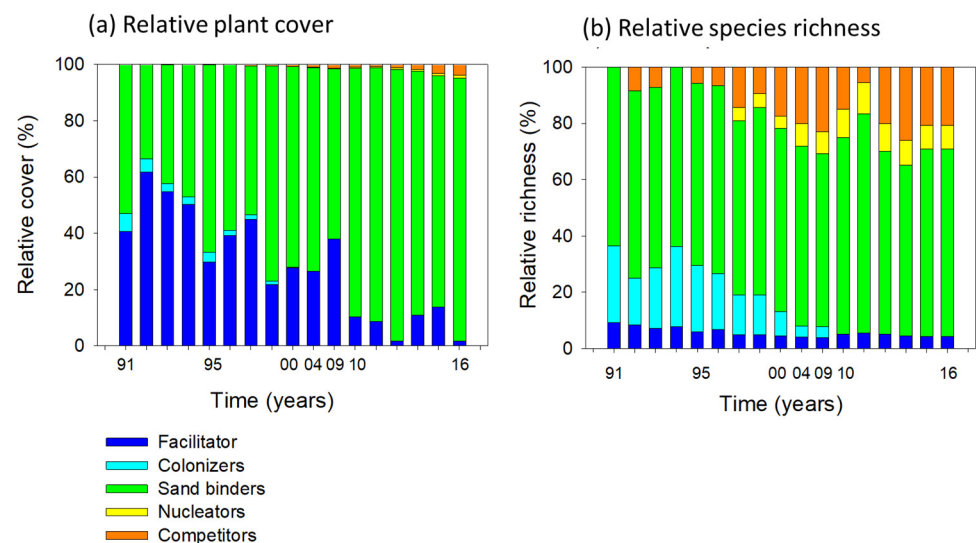 (a) Relative plant cover
(b) Relative species richness
Relative cover (%)
100
80
60
40
20
0
91 95 00 04 09 10 16
Time (years)
Relative richness (%)
100
80
60
40
20
0
91 95 00 04 09 10 16
Time (years)
Facilitator
Colonizers
Sand binders
Nucleators
Competitors